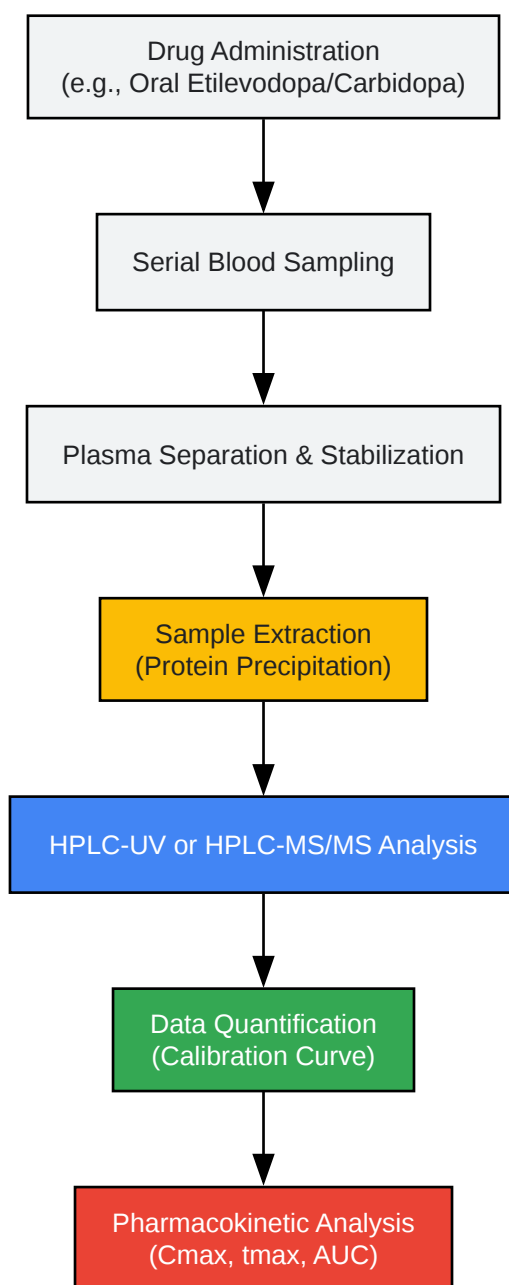 Drug Administration
(e.g., Oral Etilevodopa/Carbidopa)
Serial Blood Sampling
Plasma Separation & Stabilization
Sample Extraction
(Protein Precipitation)
HPLC-UV or HPLC-MS/MS Analysis
Data Quantification
(Calibration Curve)
Pharmacokinetic Analysis
(Cmax, tmax, AUC)